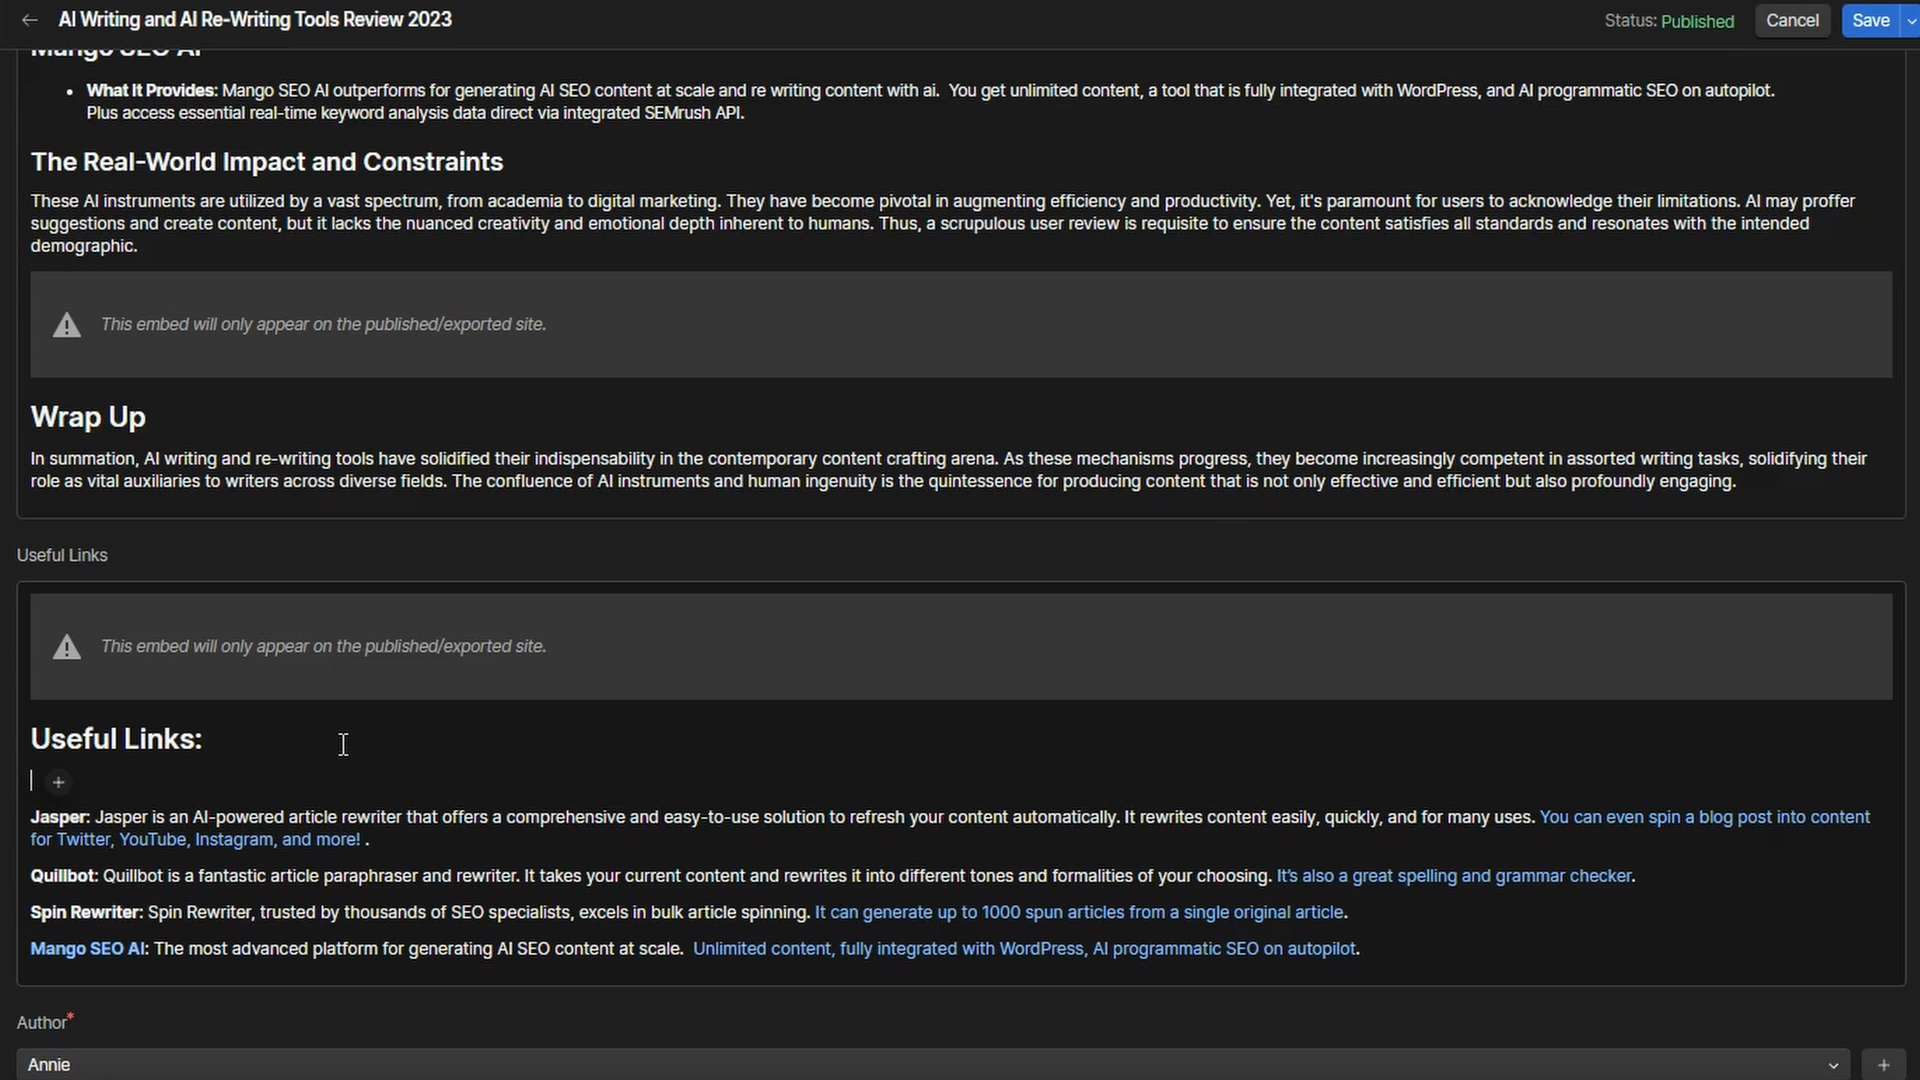 AI Writing and AI Re-Writing Tools Review 2023
Status: Published
Cancel
Save
Mango SEO AI
What It Provides: Mango SEO AI outperforms for generating AI SEO content at scale and re writing content with ai.  You get unlimited content, a tool that is fully integrated with WordPress, and AI programmatic SEO on autopilot.
Plus access essential real-time keyword analysis data direct via integrated SEMrush API.
The Real-World Impact and Constraints
These AI instruments are utilized by a vast spectrum, from academia to digital marketing. They have become pivotal in augmenting efficiency and productivity. Yet, it's paramount for users to acknowledge their limitations. AI may proffer
suggestions and create content, but it lacks the nuanced creativity and emotional depth inherent to humans. Thus, a scrupulous user review is requisite to ensure the content satisfies all standards and resonates with the intended
demographic.
This embed will only appear on the published/exported site.
Wrap Up
In summation, AI writing and re-writing tools have solidified their indispensability in the contemporary content crafting arena. As these mechanisms progress, they become increasingly competent in assorted writing tasks, solidifying their
role as vital auxiliaries to writers across diverse fields. The confluence of AI instruments and human ingenuity is the quintessence for producing content that is not only effective and efficient but also profoundly engaging.
Useful Links
This embed will only appear on the published/exported site.
Useful Links:
Jasper: Jasper is an AI-powered article rewriter that offers a comprehensive and easy-to-use solution to refresh your content automatically. It rewrites content easily, quickly, and for many uses. You can even spin a blog post into content
for Twitter, YouTube, Instagram, and more! .
Quillbot: Quillbot is a fantastic article paraphraser and rewriter. It takes your current content and rewrites it into different tones and formalities of your choosing. It's also a great spelling and grammar checker.
Spin Rewriter: Spin Rewriter, trusted by thousands of SEO specialists, excels in bulk article spinning. It can generate up to 1000 spun articles from a single original article.
Mango SEO AI: The most advanced platform for generating AI SEO content at scale.  Unlimited content, fully integrated with WordPress, AI programmatic SEO on autopilot.
Author*
Annie